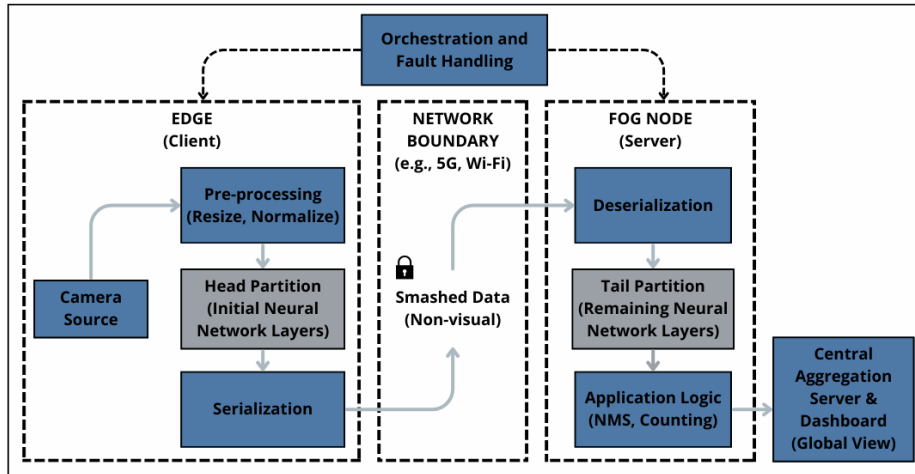 Orchestration and
Fault Handling
EDGE
(Client)
Pre-processing
(Resize, Normalize)
Camera
Source
Head Partition
(Initial Neural
Network Layers)
Serialization
NETWORK
BOUNDARY
(e.g., 5G, Wi-Fi)
Smashed Data
(Non-visual)
FOG NODE
(Server)
Deserialization
Tail Partition
(Remaining Neural
Network Layers)
Application Logic
(NMS, Counting)
Central
Aggregation
Server &
Dashboard
(Global View)